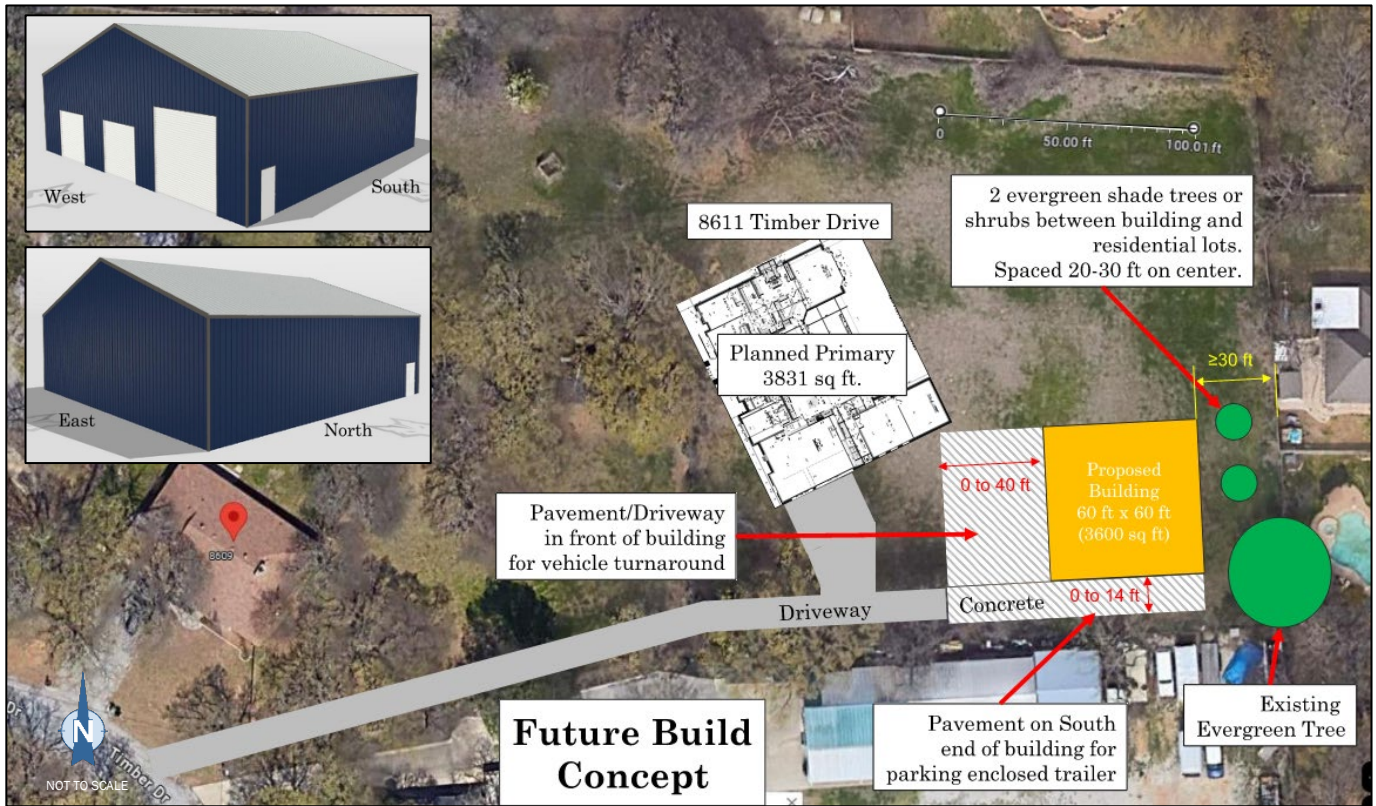 West
South
East
North
0
50.00 ft
100.01 ft
8611 Timber Drive
2 evergreen shade trees or
shrubs between building and
residential lots.
Spaced 20-30 ft on center.
Planned Primary
3831 sq ft.
≥30 ft
0 to 40 ft
Proposed
Building
60 ft x 60 ft
(3600 sq ft)
Pavement/Driveway
in front of building
for vehicle turnaround
8609
Driveway
Concrete
0 to 14 ft
Existing
Evergreen Tree
Pavement on South
end of building for
parking enclosed trailer
Future Build
Concept
Dr
Timber Dr
N
NOT TO SCALE